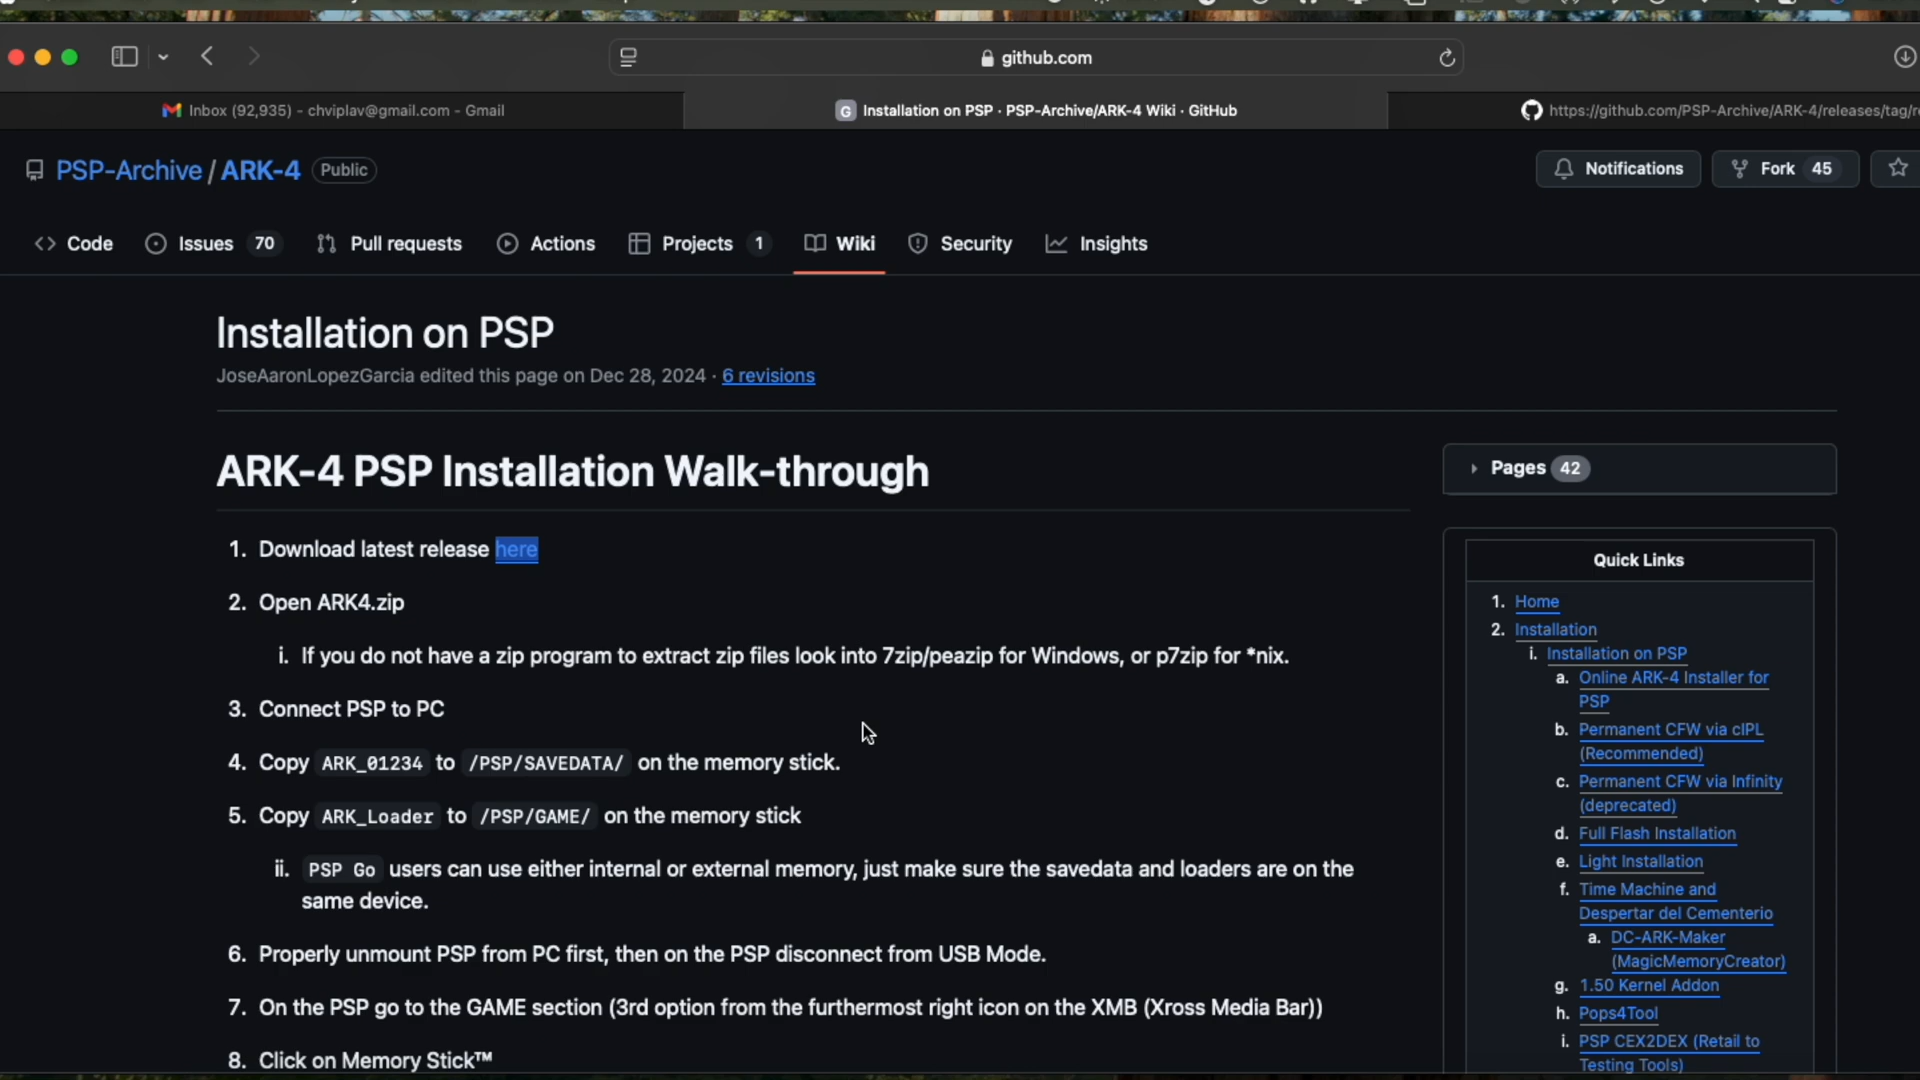 github.com
Inbox (92,935) - chviplav@gmail.com - Gmail
G Installation on PSP · PSP-Archive/ARK-4 Wiki · GitHub
https://github.com/PSP-Archive/ARK-4/releases/tag/r
PSP-Archive / ARK-4 Public
Notifications
Fork 45
Code
Issues 70
Pull requests
Actions
Projects 1
Wiki
Security
Insights
Installation on PSP
JoseAaronLopezGarcia edited this page on Dec 28, 2024 · 6 revisions
ARK-4 PSP Installation Walk-through
1. Download latest release here
2. Open ARK4.zip
i. If you do not have a zip program to extract zip files look into 7zip/peazip for Windows, or p7zip for *nix.
3. Connect PSP to PC
4. Copy ARK_01234 to /PSP/SAVEDATA/ on the memory stick.
5. Copy ARK_Loader to /PSP/GAME/ on the memory stick
ii. PSP Go users can use either internal or external memory, just make sure the savedata and loaders are on the
same device.
6. Properly unmount PSP from PC first, then on the PSP disconnect from USB Mode.
7. On the PSP go to the GAME section (3rd option from the furthermost right icon on the XMB (Xross Media Bar))
8. Click on Memory Stick™
Pages 42
Quick Links
1. Home
2. Installation
i. Installation on PSP
a. Online ARK-4 Installer for
PSP
b. Permanent CFW via cIPL
(Recommended)
c. Permanent CFW via Infinity
(deprecated)
d. Full Flash Installation
e. Light Installation
f. Time Machine and
Despertar del Cementerio
a. DC-ARK-Maker
(MagicMemoryCreator)
g. 1.50 Kernel Addon
h. Pops4Tool
i. PSP CEX2DEX (Retail to
Testing Tools)